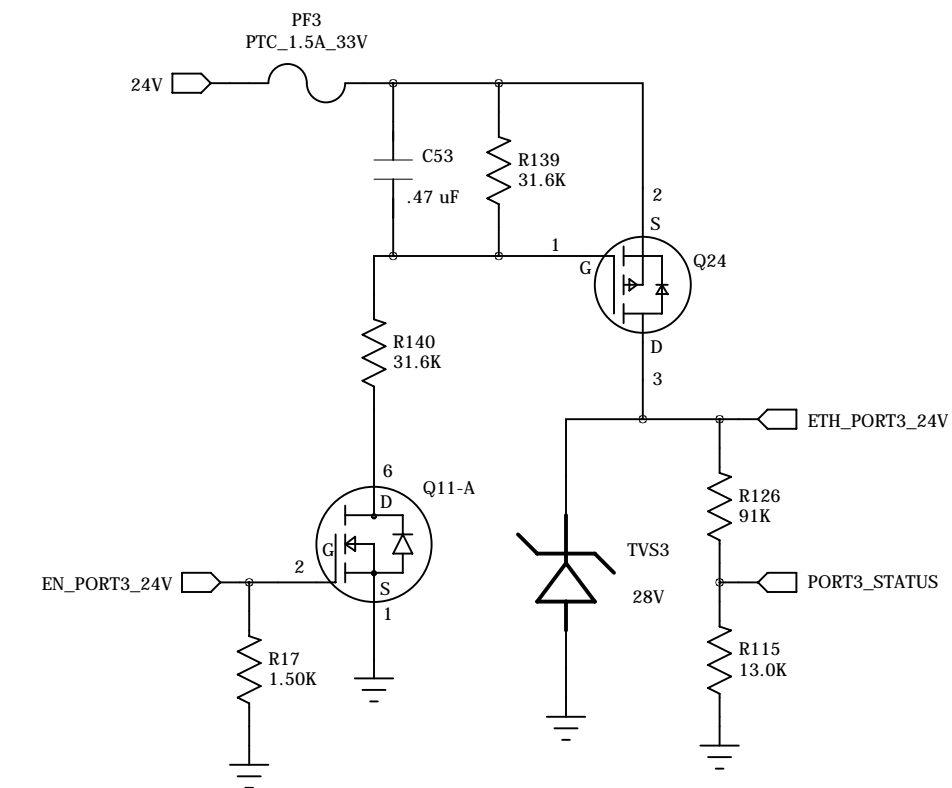 PF3
PTC_1.5A_33V
24V
C53
.47 uF
R139
31.6K
2
S
1
G
Q24
D
3
R140
31.6K
ETH_PORT3_24V
6
Q11-A
D
G
2
S
1
EN_PORT3_24V
R17
1.50K
TVS3
28V
R126
91K
PORT3_STATUS
R115
13.0K